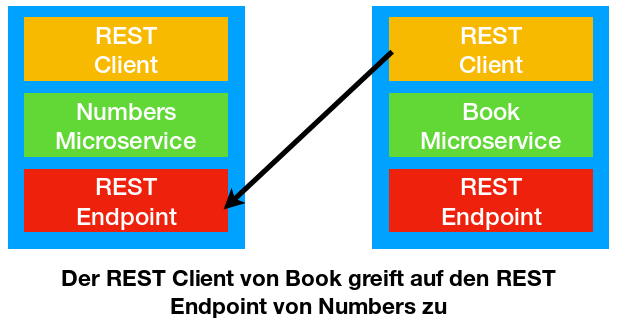 REST
Client
Numbers
Microservice
REST
Endpoint
REST
Client
Book
Microservice
REST
Endpoint
Der REST Client von Book greift auf den REST
Endpoint von Numbers zu